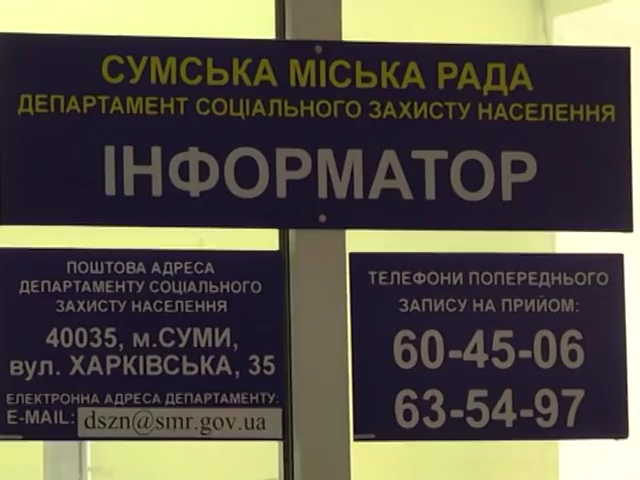 СУМСЬКА МІСЬКА РАДА
ДЕПАРТАМЕНТ СОЦІАЛЬНОГО ЗАХИСТУ НАСЕЛЕННЯ
ІНФОРМАТОР
ПОШТОВА АДРЕСА
ДЕПАРТАМЕНТУ СОЦІАЛЬНОГО
ЗАХИСТУ НАСЕЛЕННЯ
40035, м.СУМИ,
вул. ХАРКІВСЬКА, 35
ЕЛЕКТРОННА АДРЕСА ДЕПАРТАМЕНТУ:
E-MAIL: dszn@smr.gov.ua
ТЕЛЕФОНИ ПОПЕРЕДНЬОГО
ЗАПИСУ НА ПРИЙОМ:
60-45-06
63-54-97